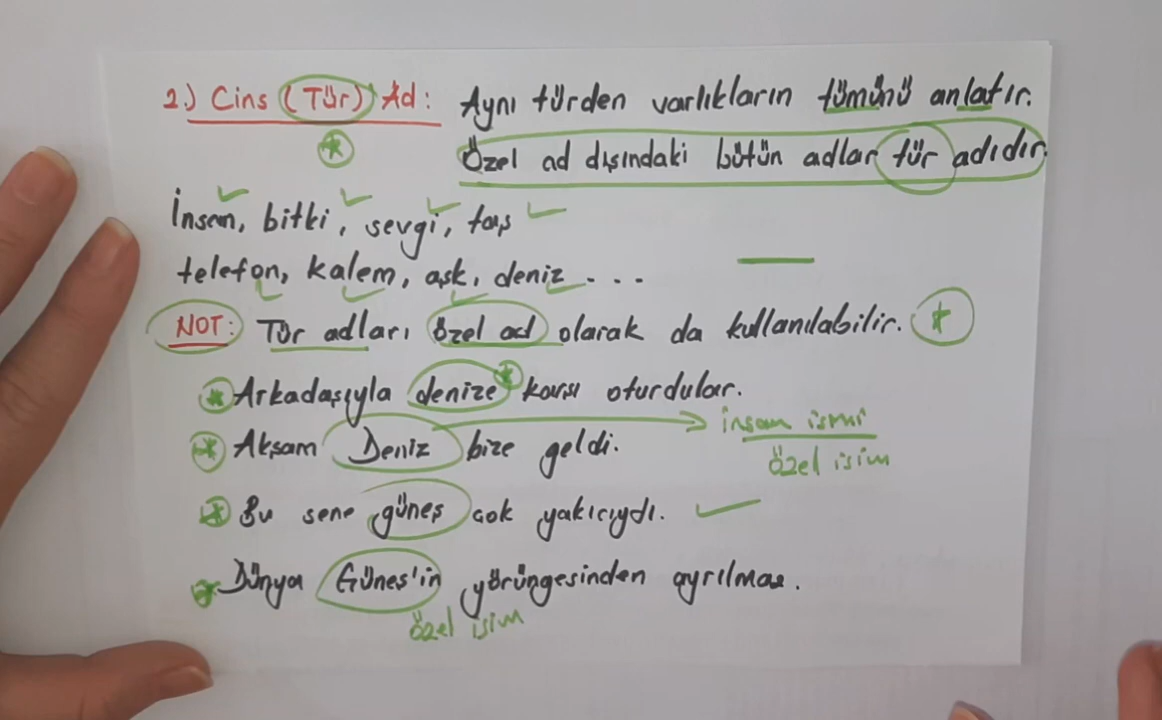 2.) Cins (Tür) Ad: Aynı türden varlıkların tümünü anlatır.
Özel ad dışındaki bütün adlar tür adıdır.
İnsan, bitki, sevgi, taş
telefon, kalem, aşk, deniz ...
NOT: Tür adları özel ad olarak da kullanılabilir.
Arkadaşıyla denize karşı oturdular.
insan ismi
Akşam Deniz bize geldi.
özel isim
Bu sene güneş çok yakıcıydı.
Dünya Güneş'in yörüngesinden ayrılmaz.
özel isim